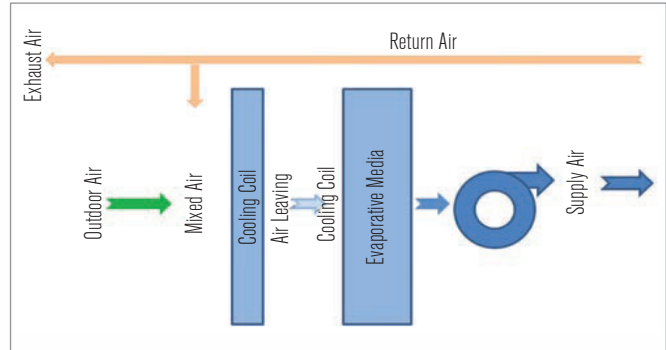 Return Air
Exhaust Air
Outdoor Air
Mixed Air
Cooling Coil
Air Leaving
Cooling Coil
Evaporative Media
Supply Air